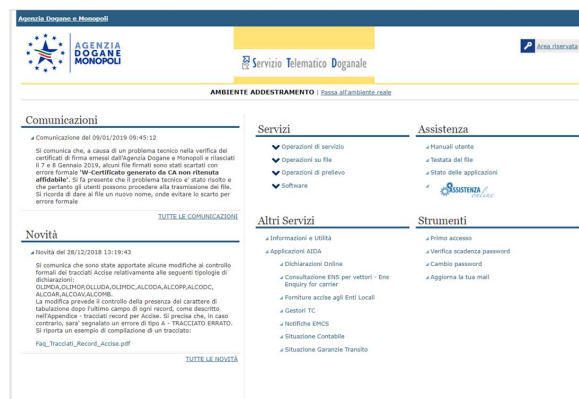 Agenzia Dogane e Monopoli
AGENZIA
DOGANE
MONOPOLI
Servizio Telematico Doganale
Area riservata
AMBIENTE ADDESTRAMENTO | Passa all'ambiente reale
Comunicazioni
Comunicazione del 09/01/2019 09:45:12
Si comunica che, a causa di un problema tecnico nella verifica dei
certificati di firma emessi dall'Agenzia Dogane e Monopoli e rilasciati
il 7 e 8 Gennaio 2019, alcuni file firmati sono stati scartati con
errore formale 'W-Certificato generato da CA non ritenuta
affidabile'. Si fa presente che il problema tecnico e' stato risolto e
che pertanto gli utenti possono procedere alla trasmissione dei file.
Si ricorda di dare ai file un nuovo nome, onde evitare lo scarto per
errore formale
TUTTE LE COMUNICAZIONI
Novità
Novità del 28/12/2018 13:19:43
Si comunica che sono state apportate alcune modifiche ai controllo
formali dei tracciati Accise relativamente alle seguenti tipologie di
dichiarazioni:
OLIMDA,OLIMOP,OLLUDA,OLIMDC,ALCODA,ALCOPP,ALCODC,
ALCOAR,ALCOAV,ALCOMB.
La modifica prevede il controllo della presenza del carattere di
tabulazione dopo l'ultimo campo di ogni record, come descritto
nell'Appendice - tracciati record per Accise. Si precisa che, in caso
contrario, sara' segnalato un errore di tipo A - TRACCIATO ERRATO.
Si riporta un esempio di compilazione di un tracciato:
Faq_Tracciati_Record_Accise.pdf
TUTTE LE NOVITÀ
Servizi
Operazioni di servizio
Operazioni su file
Operazioni di prelievo
Software
Assistenza
Manuali utente
Testata del file
Stato delle applicazioni
ASSISTENZA online
Altri Servizi
Informazioni e Utilità
Applicazioni AIDA
Dichiarazioni Online
Consultazione ENS per vettori - Ens
Enquiry for carrier
Forniture accise agli Enti Locali
Gestori TC
Notifiche EMCS
Situazione Contabile
Situazione Garanzie Transito
Strumenti
Primo accesso
Verifica scadenza password
Cambio password
Aggiorna la tua mail